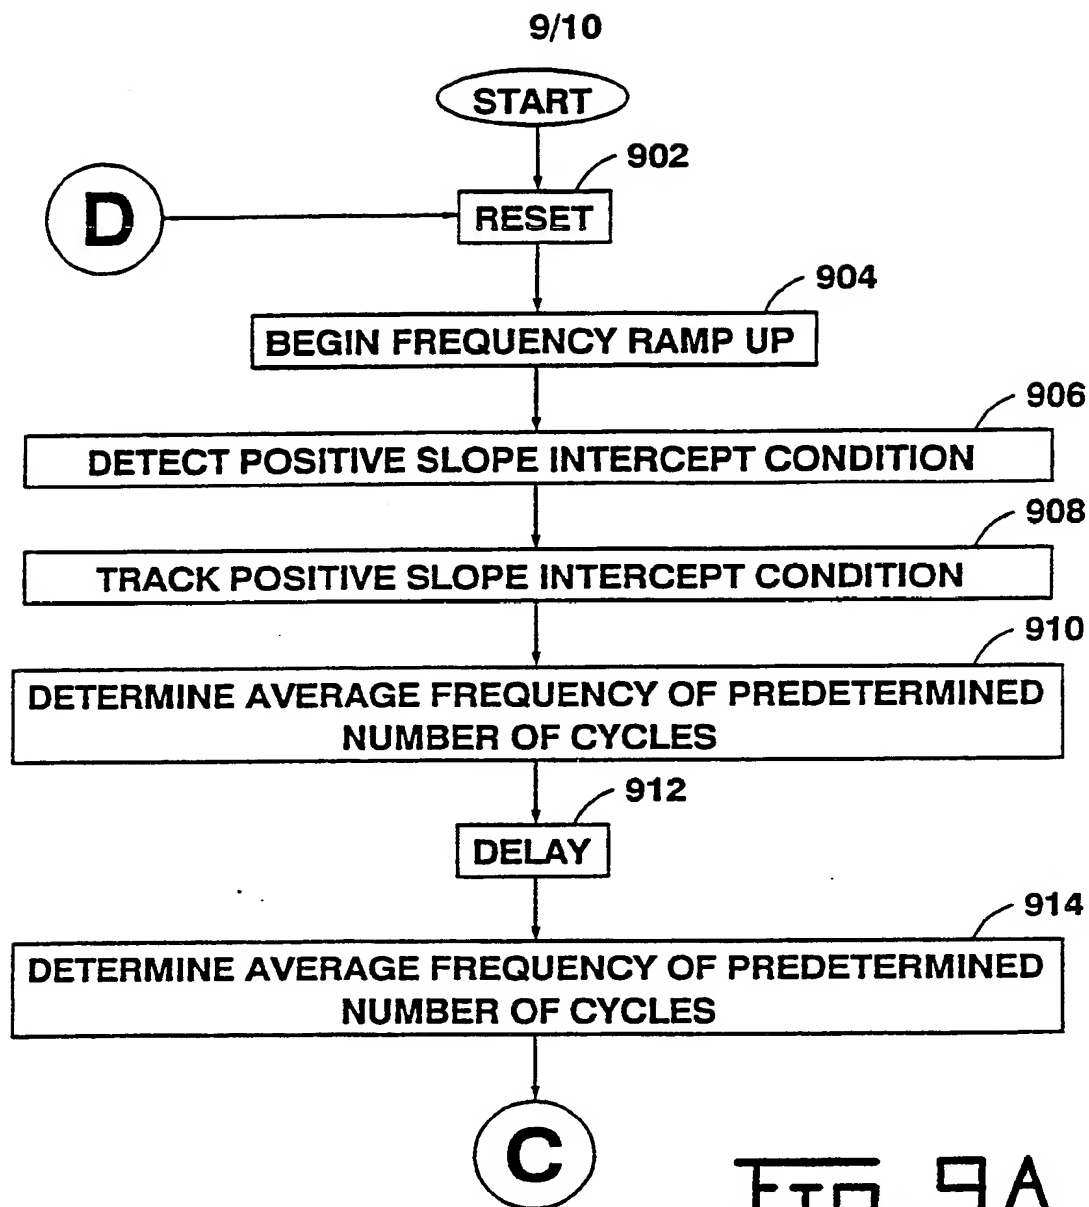 9/10
START
902
D
RESET
904
BEGIN FREQUENCY RAMP UP
906
DETECT POSITIVE SLOPE INTERCEPT CONDITION
908
TRACK POSITIVE SLOPE INTERCEPT CONDITION
910
DETERMINE AVERAGE FREQUENCY OF PREDETERMINED
NUMBER OF CYCLES
912
DELAY
914
DETERMINE AVERAGE FREQUENCY OF PREDETERMINED
NUMBER OF CYCLES
C
FIG 9A